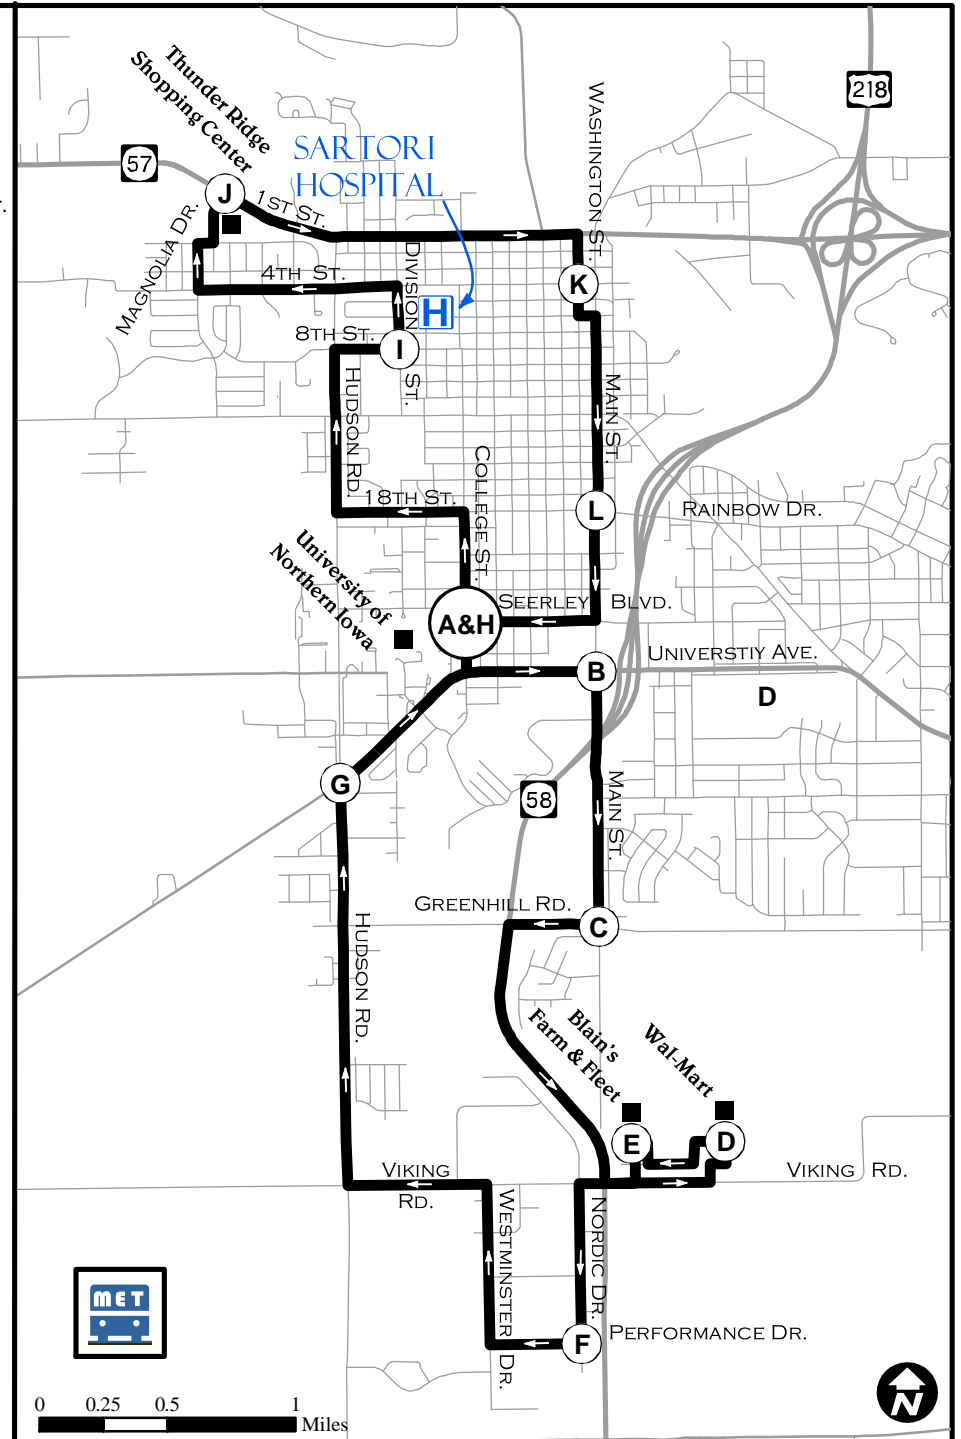 Thunder Ridge
Shopping Center
218
57
SARTORI
HOSPITAL
WASHINGTON ST.
J
1ST ST.
MAGNOLIA DR.
4TH ST.
DIVISION ST.
K
H
8TH ST.
I
HUDSON RD.
MAIN ST.
COLLEGE ST.
18TH ST.
L
RAINBOW DR.
University of
Northern Iowa
A&H
SEERLEY BLVD.
B
UNIVERSTIY AVE.
D
G
58
MAIN ST.
GREENHILL RD.
C
HUDSON RD.
Blain's
Farm & Fleet
Wal-Mart
E
D
VIKING
RD.
VIKING RD.
WESTMINSTER DR.
NORDIC DR.
F
PERFORMANCE DR.
MET
N
0 0.25 0.5 1
Miles